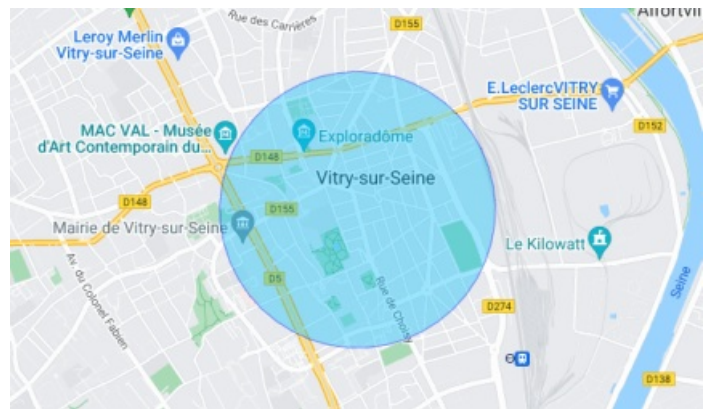 Alfortvil
Rue des Carrières
D155
Leroy Merlin
Vitry-sur-Seine
E.LeclercVITRY
SUR SEINE
MAC VAL - Musée
d'Art Contemporain du...
Exploradôme
D152
D148
Vitry-sur-Seine
D148
D155
Mairie de Vitry-sur-Seine
Le Kilowatt
Av. du Colonel Fabien
D5
Rue de Choisy
Seine
D274
D138